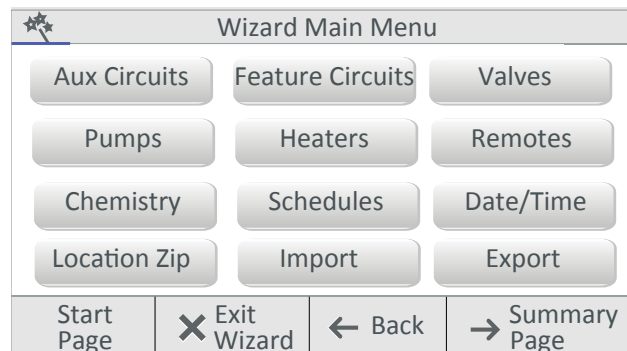 Wizard Main Menu
Aux Circuits Feature Circuits Valves
Pumps Heaters Remotes
Chemistry Schedules Date/Time
Location Zip Import Export
Start Page Exit Wizard Back Summary Page